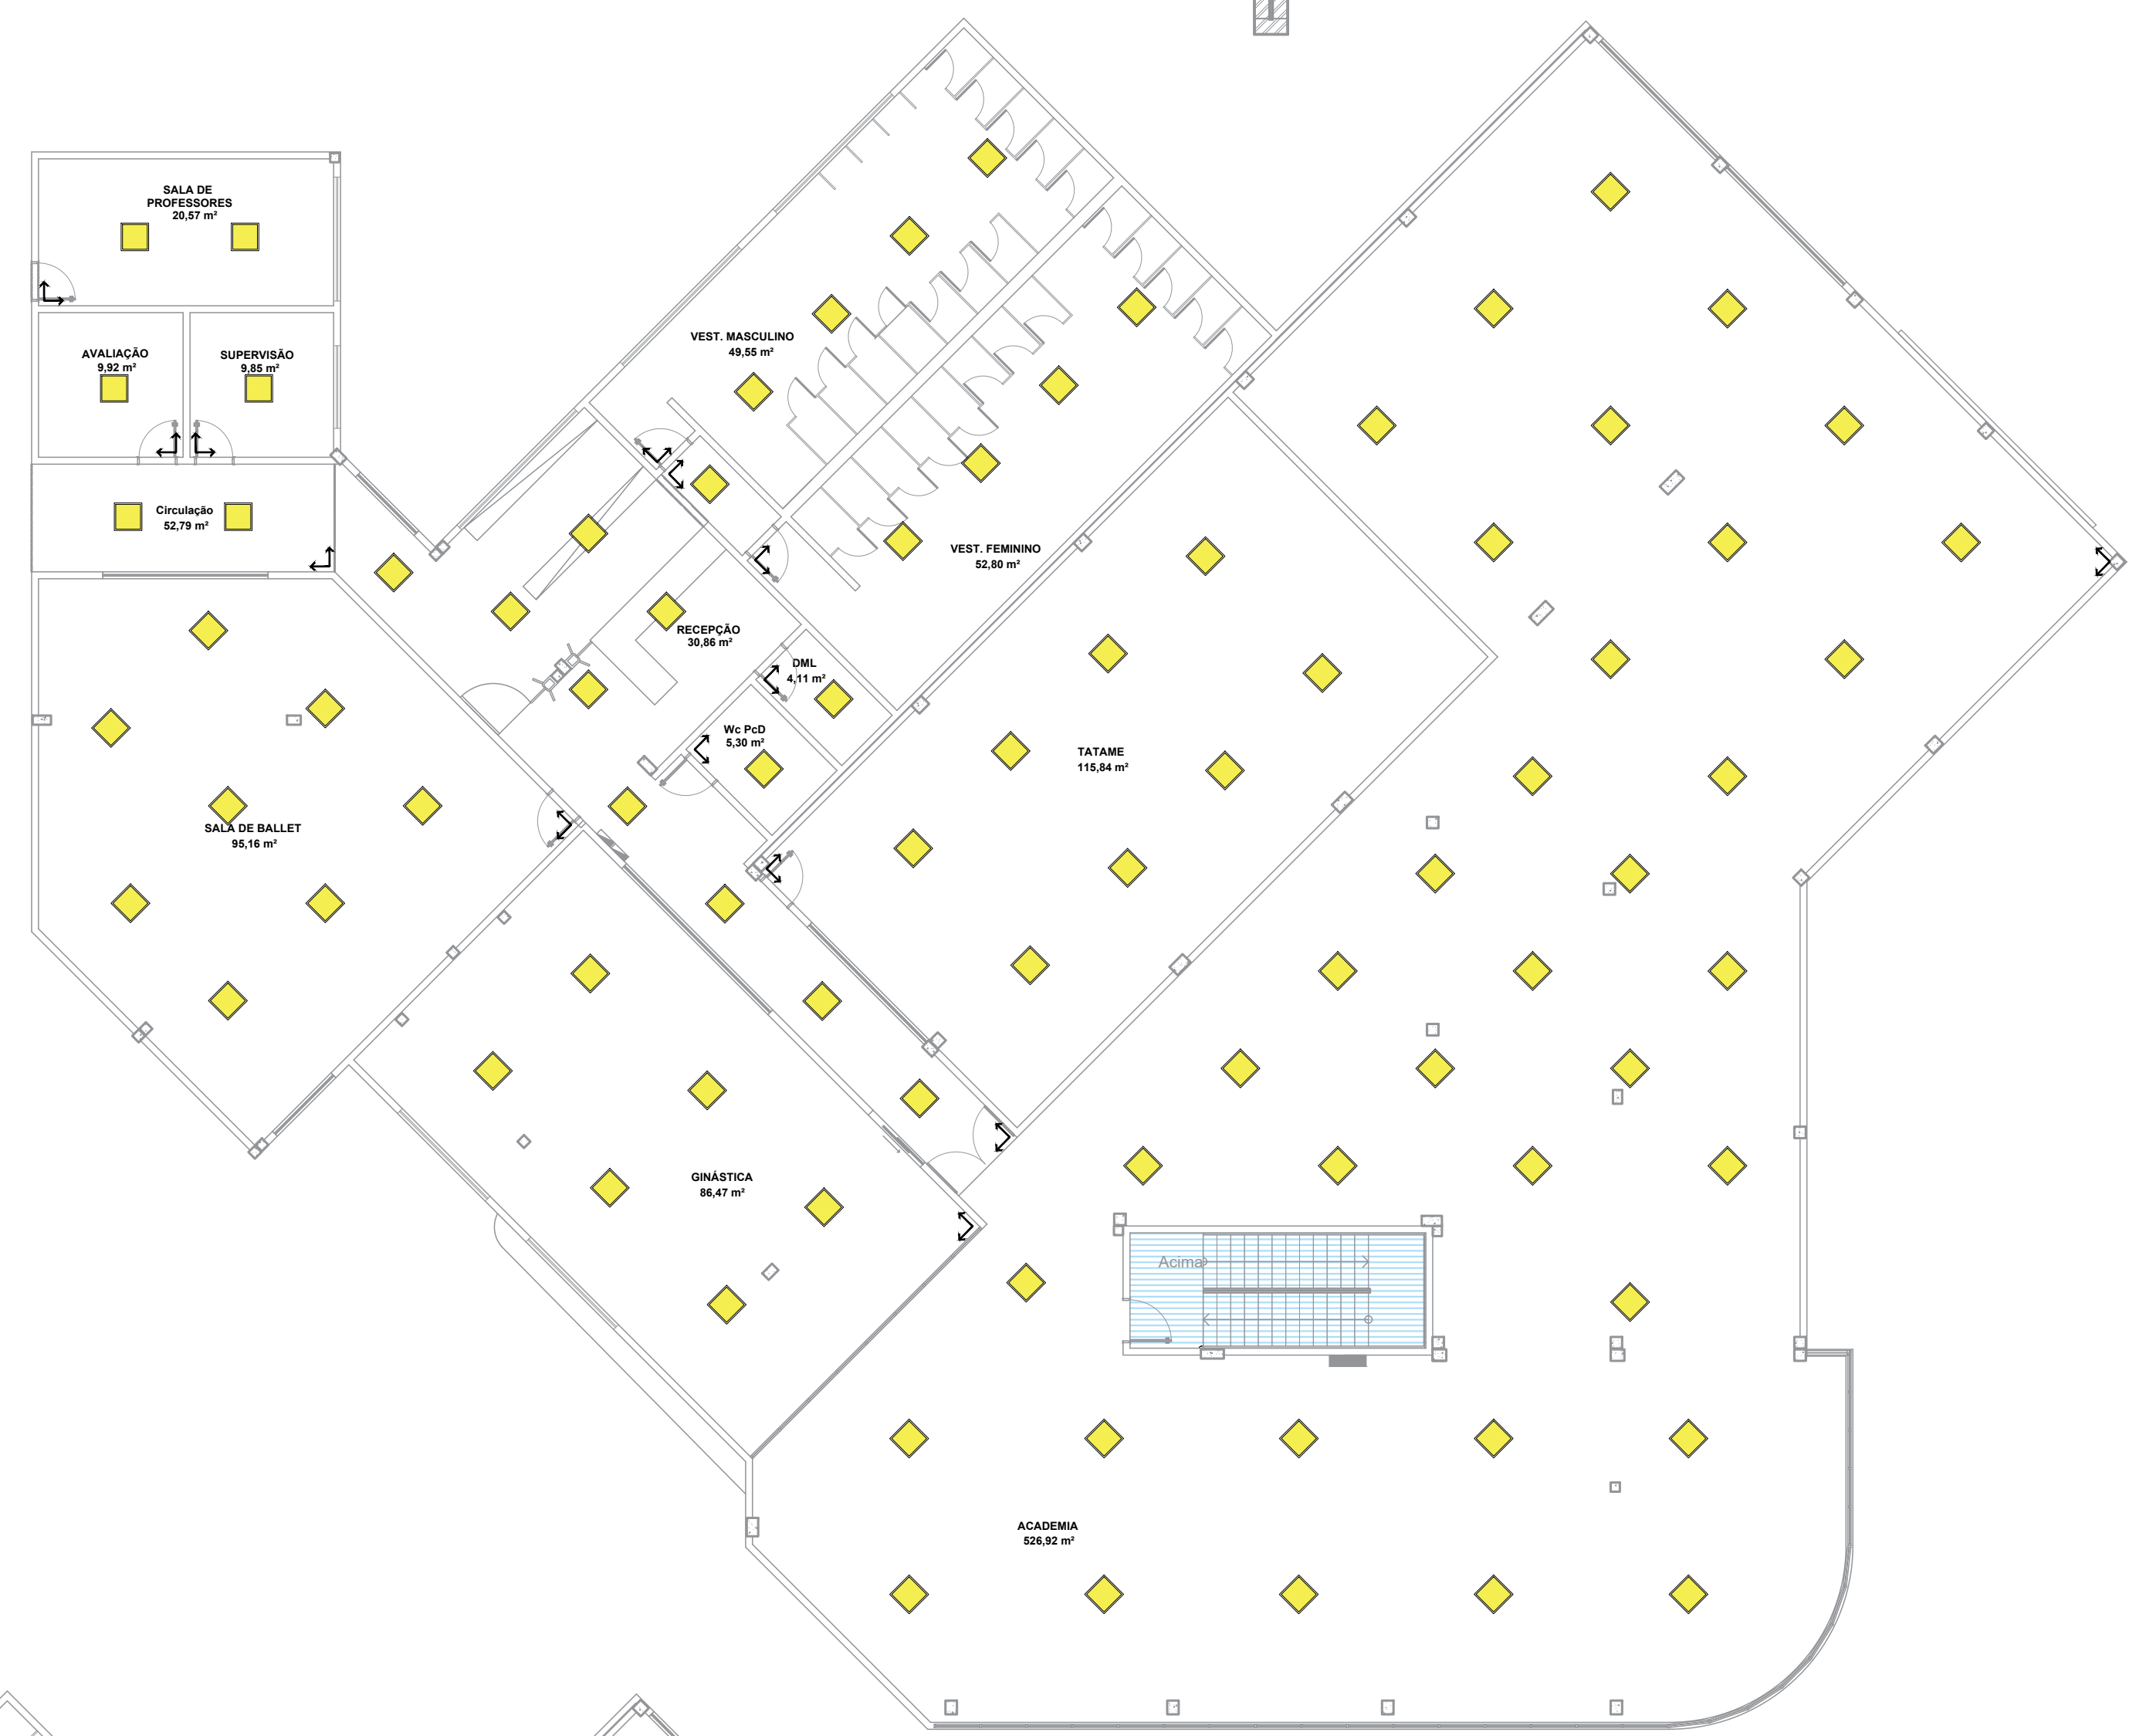 SALA DE
PROFESSORES
20,57 m²
AVALIAÇÃO
9,92 m²
SUPERVISÃO
9,85 m²
Circulação
52,79 m²
VEST. MASCULINO
49,55 m²
VEST. FEMININO
52,80 m²
RECEPÇÃO
30,86 m²
DML
4,11 m²
Wc PcD
5,30 m²
TATAME
115,84 m²
SALA DE BALLET
95,16 m²
GINÁSTICA
86,47 m²
Acima
ACADEMIA
526,92 m²